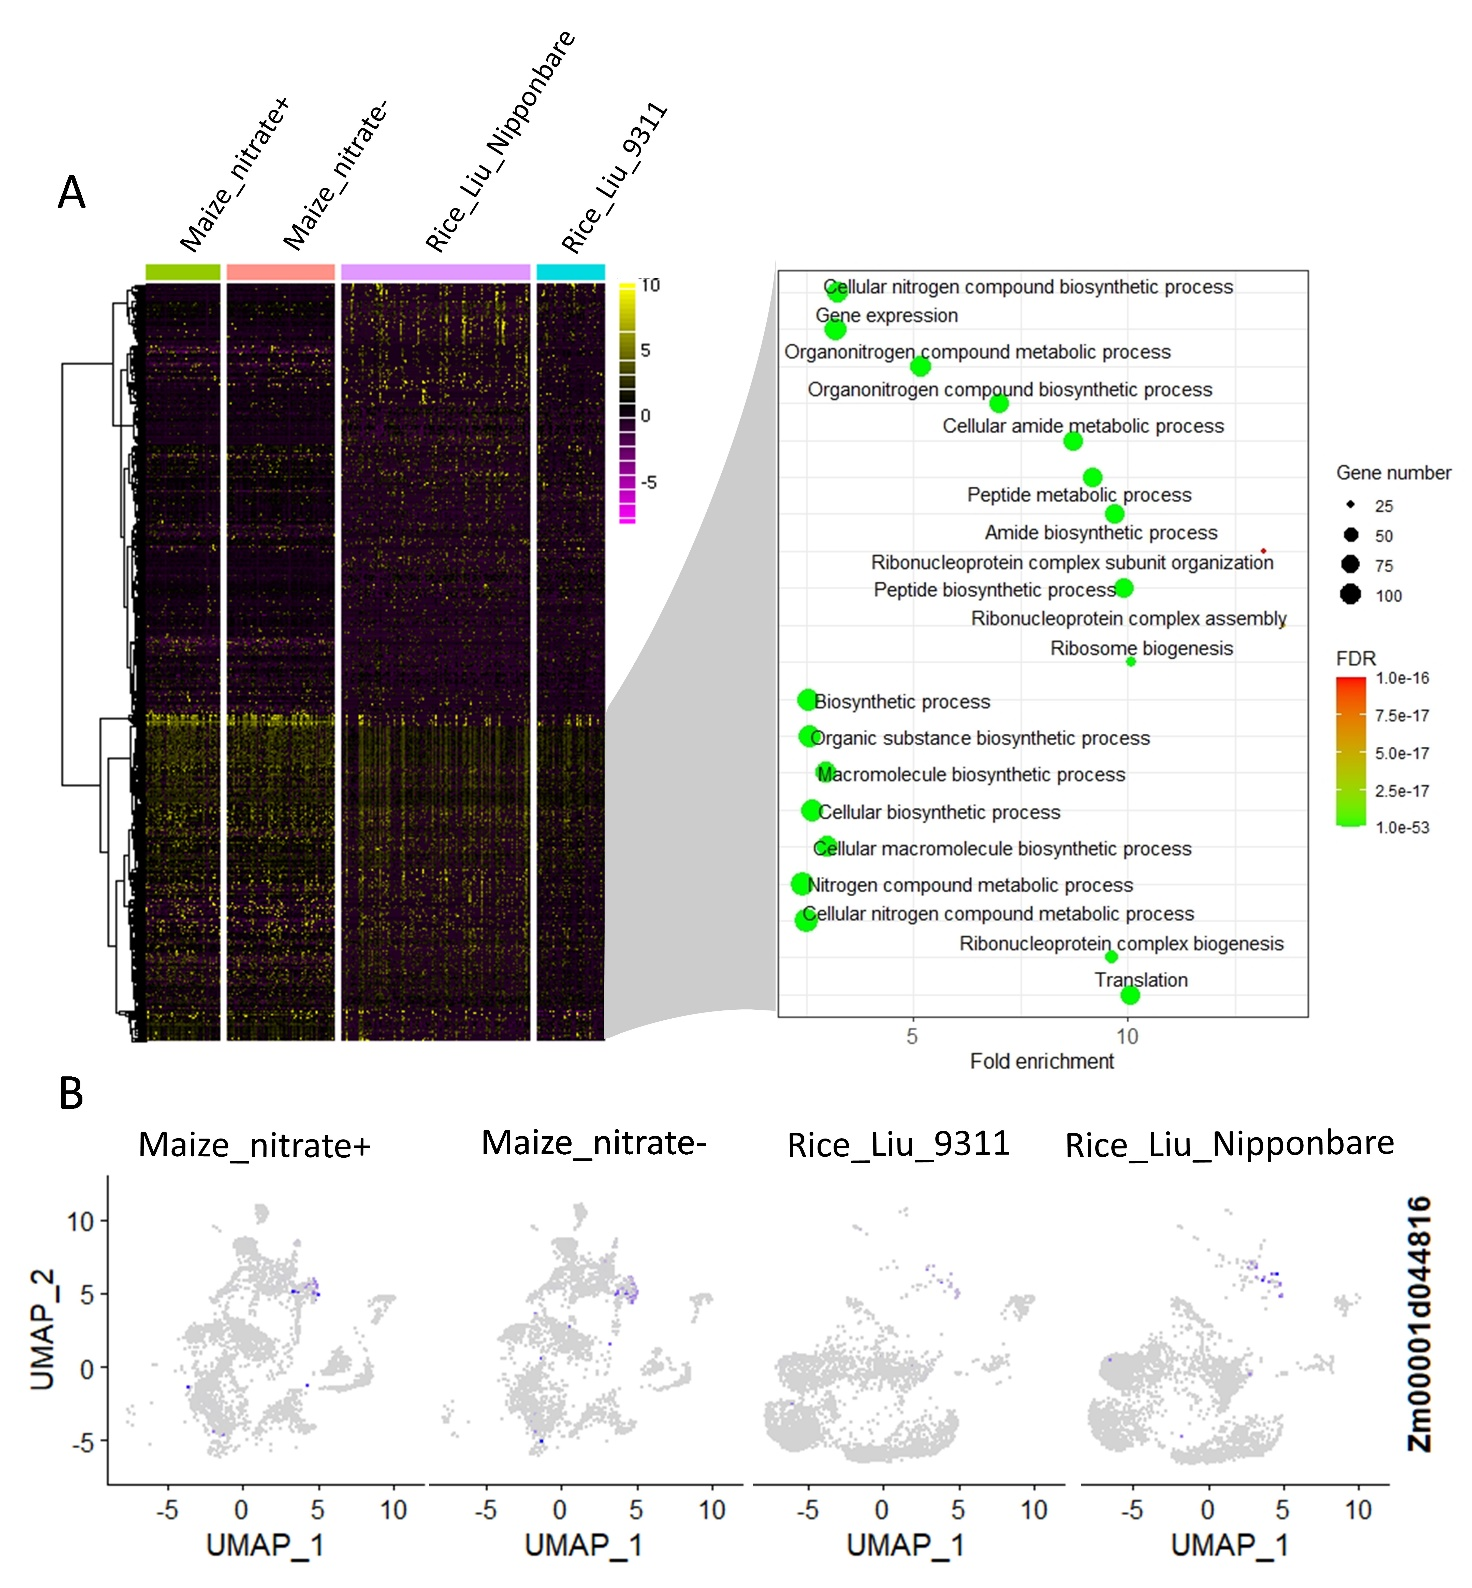 A
Maize_nitrate+
Maize_nitrate-
Rice_Liu_Nipponbare
Rice_Liu_9311
10
5
0
-5
Cellular nitrogen compound biosynthetic process
Gene expression
Organonitrogen compound metabolic process
Organonitrogen compound biosynthetic process
Cellular amide metabolic process
Peptide metabolic process
Amide biosynthetic process
Ribonucleoprotein complex subunit organization
Peptide biosynthetic process
Ribonucleoprotein complex assembly
Ribosome biogenesis
Biosynthetic process
Organic substance biosynthetic process
Macromolecule biosynthetic process
Cellular biosynthetic process
Cellular macromolecule biosynthetic process
Nitrogen compound metabolic process
Cellular nitrogen compound metabolic process
Ribonucleoprotein complex biogenesis
Translation
5 10
Fold enrichment
Gene number
25
50
75
100
FDR
1.0e-16
7.5e-17
5.0e-17
2.5e-17
1.0e-53
B
Maize_nitrate+ Maize_nitrate- Rice_Liu_9311 Rice_Liu_Nipponbare
UMAP_2
10
5
0
-5
Zm00001d044816
-5 0 5 10 -5 0 5 10 -5 0 5 10 -5 0 5 10
UMAP_1 UMAP_1 UMAP_1 UMAP_1